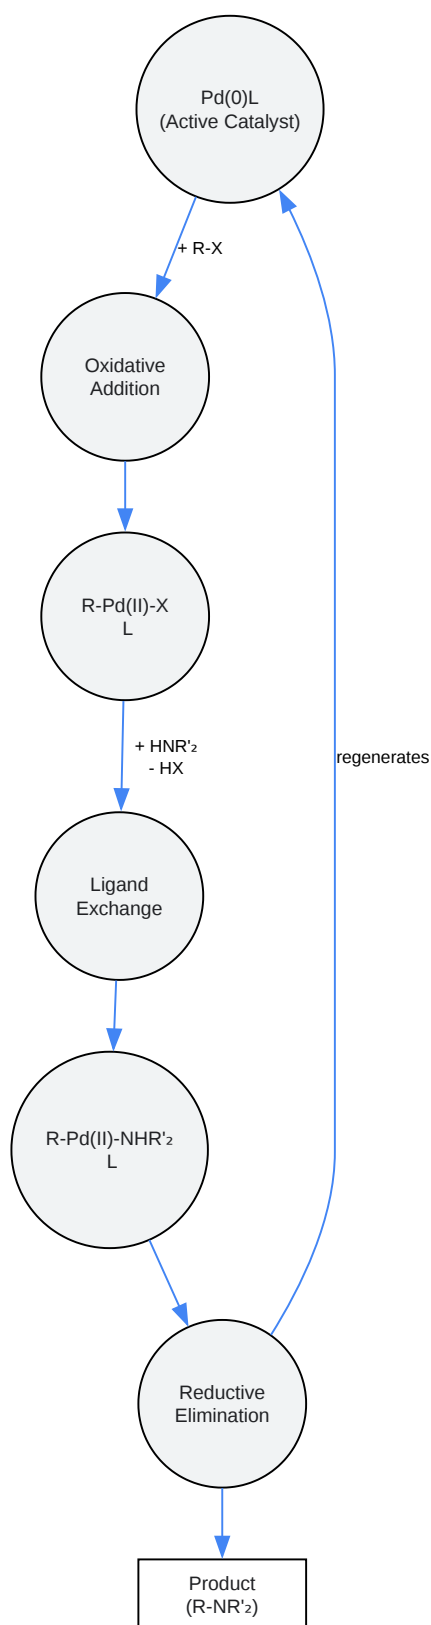 Pd(0)L
(Active Catalyst)
+ R-X
Oxidative
Addition
R-Pd(II)-X
L
+ HNR'₂
- HX
regenerates
Ligand
Exchange
R-Pd(II)-NHR'₂
L
Reductive
Elimination
Product
(R-NR'₂)